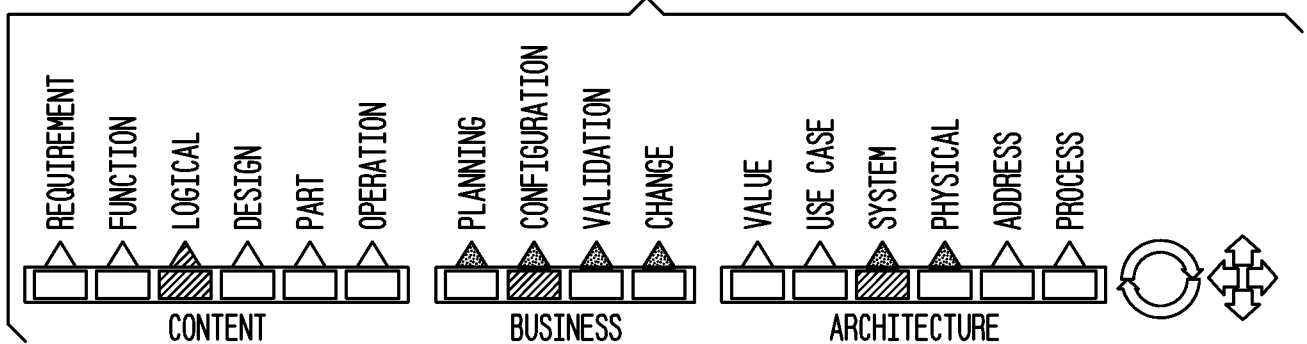 REQUIREMENT
FUNCTION
LOGICAL
DESIGN
PART
OPERATION
CONTENT
PLANNING
CONFIGURATION
VALIDATION
CHANGE
BUSINESS
VALUE
USE CASE
SYSTEM
PHYSICAL
ADDRESS
PROCESS
ARCHITECTURE